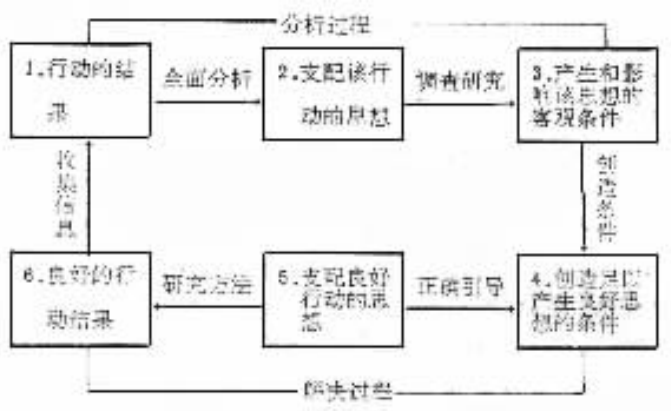 分析过程
1.行动的结
果
全面分析
2.支配该行
动的思想
调查研究
3.产生和影
响该思想的
客观条件
收集信息
创造条件
6.良好的行
动结果
研究方法
5.支配良好
行动的思
想
正确引导
4.创造足以
产生良好思
想的条件
解决过程